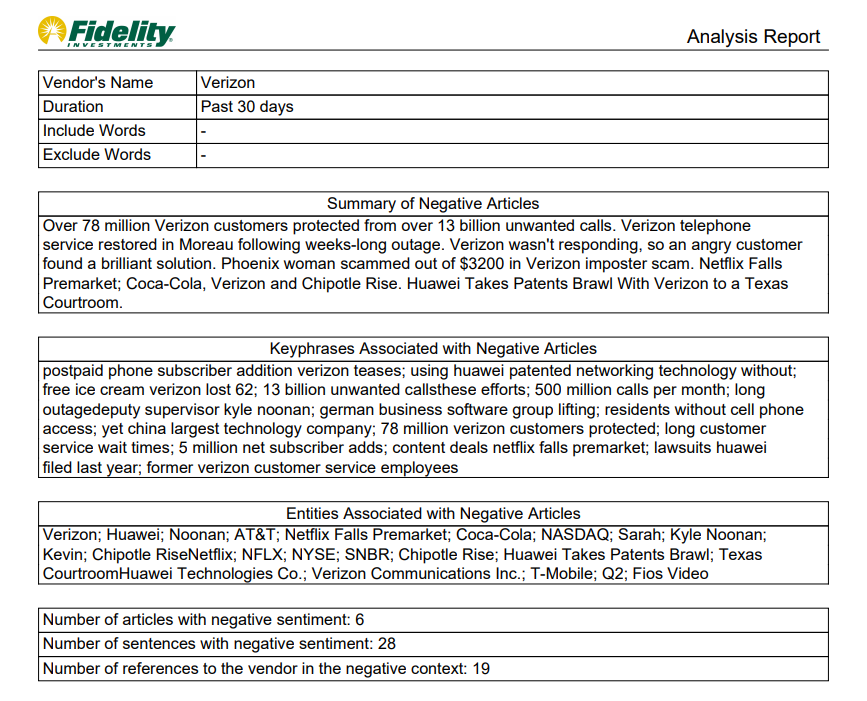 Fidelity
INVESTMENTS
Analysis Report
Vendor's Name Verizon
Duration Past 30 days
Include Words -
Exclude Words -
Summary of Negative Articles
Over 78 million Verizon customers protected from over 13 billion unwanted calls. Verizon telephone
service restored in Moreau following weeks-long outage. Verizon wasn't responding, so an angry customer
found a brilliant solution. Phoenix woman scammed out of $3200 in Verizon imposter scam. Netflix Falls
Premarket; Coca-Cola, Verizon and Chipotle Rise. Huawei Takes Patents Brawl With Verizon to a Texas
Courtroom.
Keyphrases Associated with Negative Articles
postpaid phone subscriber addition verizon teases; using huawei patented networking technology without;
free ice cream verizon lost 62; 13 billion unwanted callsthese efforts; 500 million calls per month; long
outagedeputy supervisor kyle noonan; german business software group lifting; residents without cell phone
access; yet china largest technology company; 78 million verizon customers protected; long customer
service wait times; 5 million net subscriber adds; content deals netflix falls premarket; lawsuits huawei
filed last year; former verizon customer service employees
Entities Associated with Negative Articles
Verizon; Huawei; Noonan; AT&T; Netflix Falls Premarket; Coca-Cola; NASDAQ; Sarah; Kyle Noonan;
Kevin; Chipotle RiseNetflix; NFLX; NYSE; SNBR; Chipotle Rise; Huawei Takes Patents Brawl; Texas
CourtroomHuawei Technologies Co.; Verizon Communications Inc.; T-Mobile; Q2; Fios Video
Number of articles with negative sentiment: 6
Number of sentences with negative sentiment: 28
Number of references to the vendor in the negative context: 19